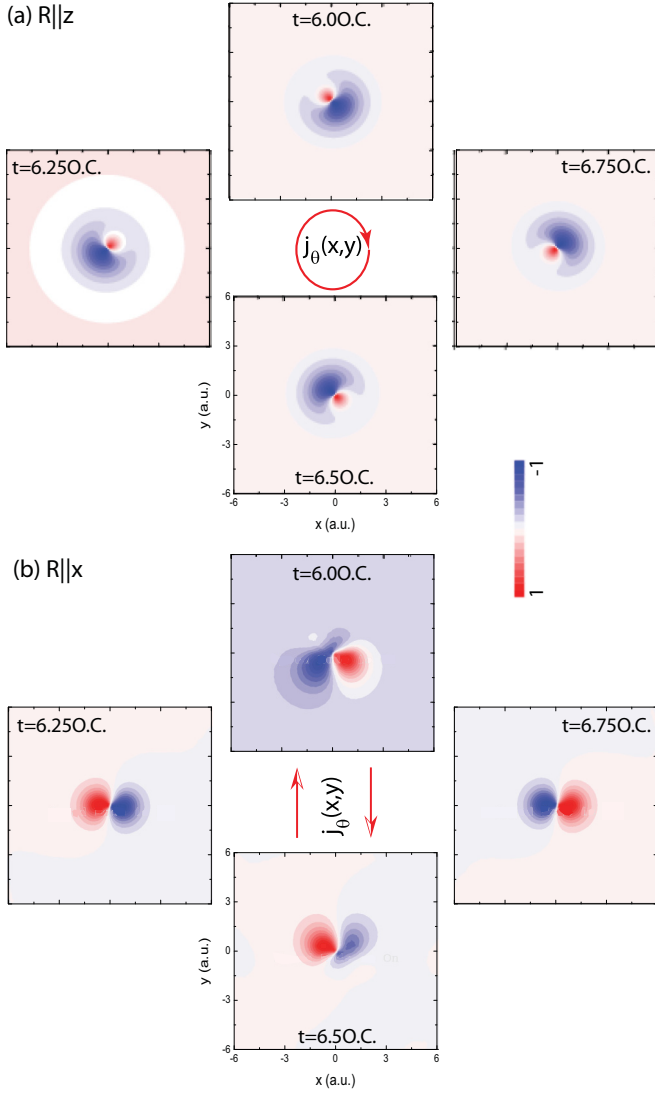 (a) R||z
t=6.0O.C.
t=6.25O.C.
t=6.75O.C.
jθ(x,y)
6
3
0
-3
-6
y (a.u.)
t=6.5O.C.
-6 -3 0 3 6
x (a.u.)
-1
1
(b) R||x
t=6.0O.C.
t=6.25O.C.
t=6.75O.C.
jθ(x,y)
6
3
0
-3
-6
y (a.u.)
t=6.5O.C.
-6 -3 0 3 6
x (a.u.)